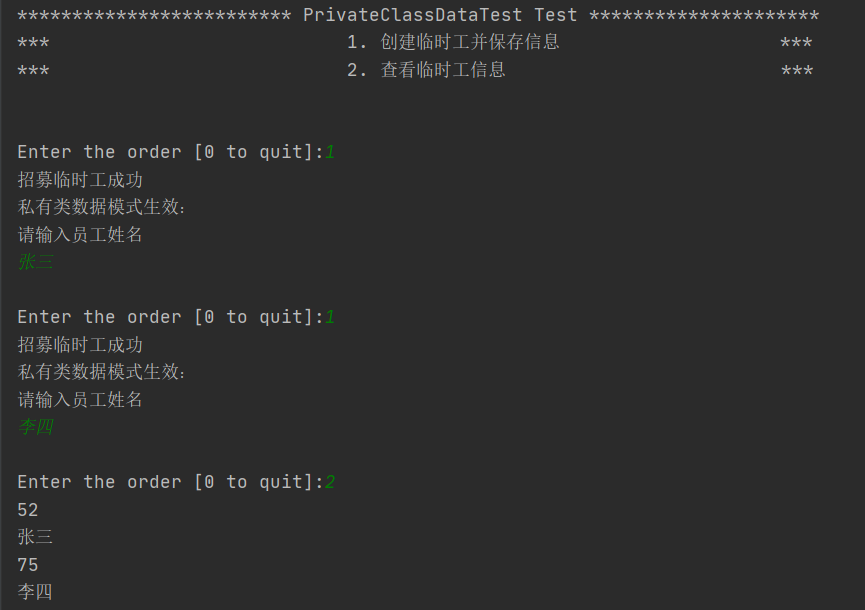 ************************* PrivateClassDataTest Test *********************
*** 1. 创建临时工并保存信息 ***
*** 2. 查看临时工信息 ***
Enter the order [0 to quit]:1
招募临时工成功
私有类数据模式生效：
请输入员工姓名
张三
Enter the order [0 to quit]:1
招募临时工成功
私有类数据模式生效：
请输入员工姓名
李四
Enter the order [0 to quit]:2
52
张三
75
李四